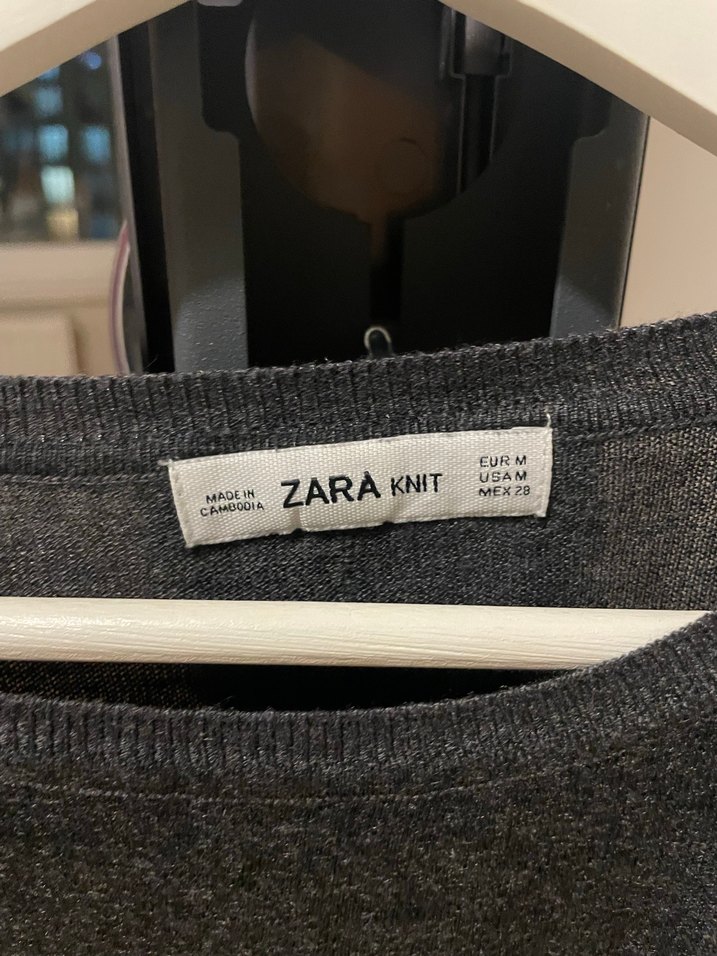 MADE IN
CAMBODIA
ZARA KNIT
EUR M
USA M
MEX 28